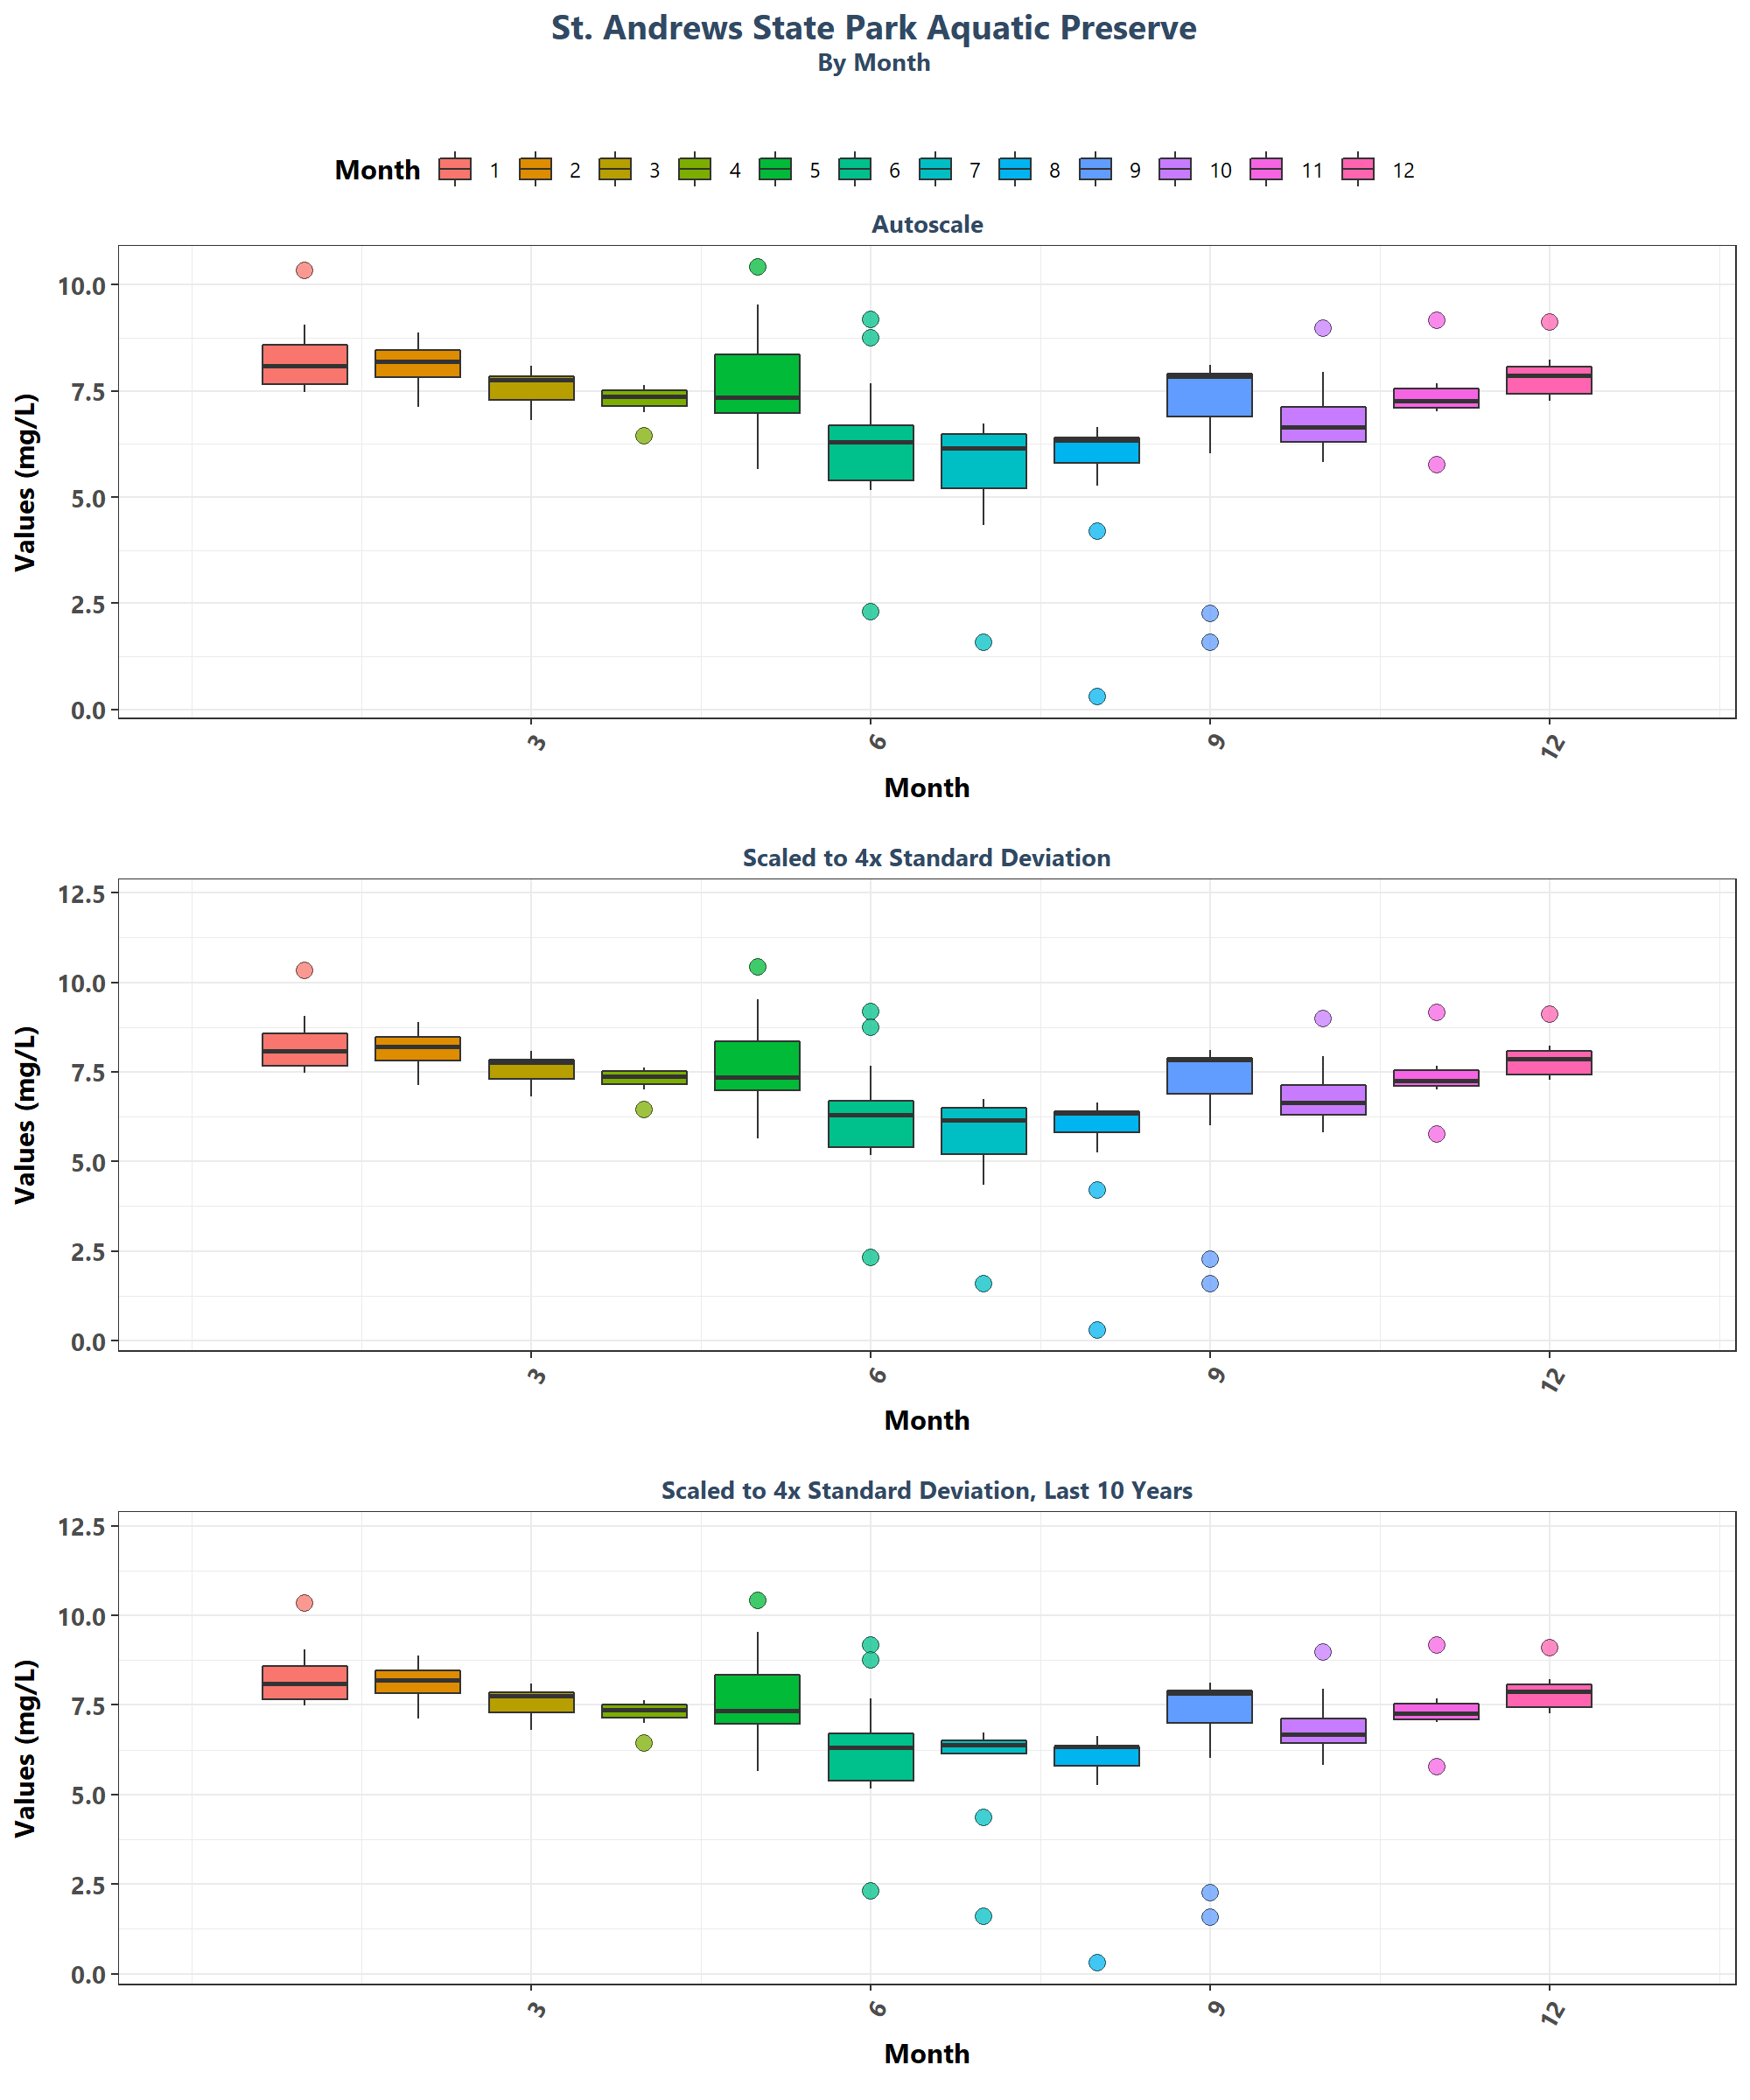 St. Andrews State Park Aquatic Preserve
By Month
Month 1 2 3 4 5 6 7 8 9 10 11 12
Autoscale
Values (mg/L)
10.0
7.5
5.0
2.5
0.0
3 6 9 12
Month
Scaled to 4x Standard Deviation
Values (mg/L)
12.5
10.0
7.5
5.0
2.5
0.0
3 6 9 12
Month
Scaled to 4x Standard Deviation, Last 10 Years
Values (mg/L)
12.5
10.0
7.5
5.0
2.5
0.0
3 6 9 12
Month